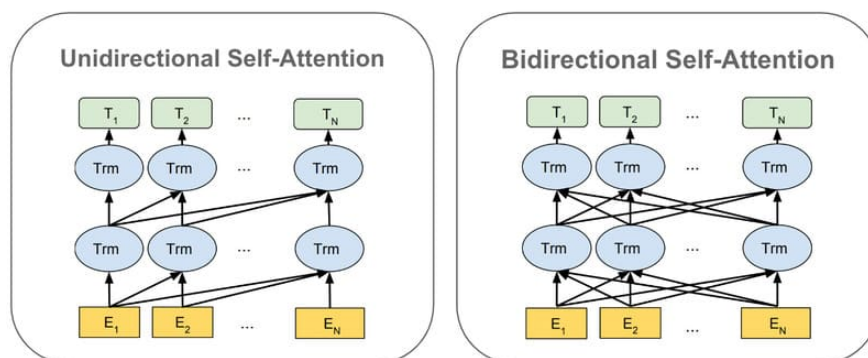 Unidirectional Self-Attention
T1 T2 ... TN
Trm Trm ... Trm
Trm Trm ... Trm
E1 E2 ... EN
Bidirectional Self-Attention
T1 T2 ... TN
Trm Trm ... Trm
Trm Trm ... Trm
E1 E2 ... EN